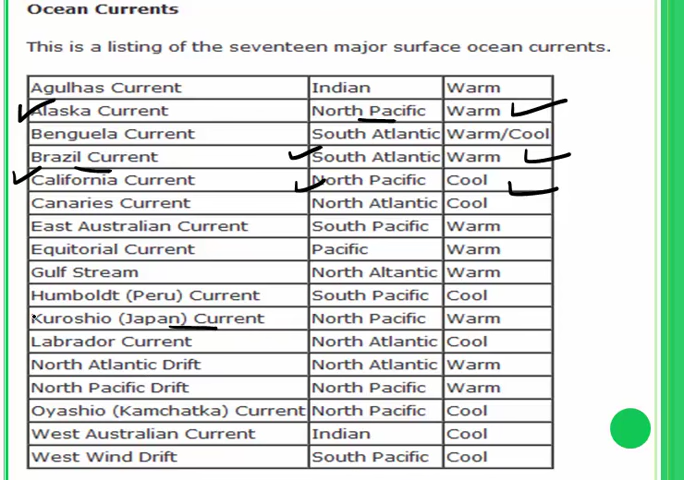 Ocean Currents
This is a listing of the seventeen major surface ocean currents.
Agulhas Current Indian Warm
Alaska Current North Pacific Warm
Benguela Current South Atlantic Warm/Cool
Brazil Current South Atlantic Warm
California Current North Pacific Cool
Canaries Current North Atlantic Cool
East Australian Current South Pacific Warm
Equitorial Current Pacific Warm
Gulf Stream North Altantic Warm
Humboldt (Peru) Current South Pacific Cool
Kuroshio (Japan) Current North Pacific Warm
Labrador Current North Atlantic Cool
North Atlantic Drift North Atlantic Warm
North Pacific Drift North Pacific Warm
Oyashio (Kamchatka) Current North Pacific Cool
West Australian Current Indian Cool
West Wind Drift South Pacific Cool